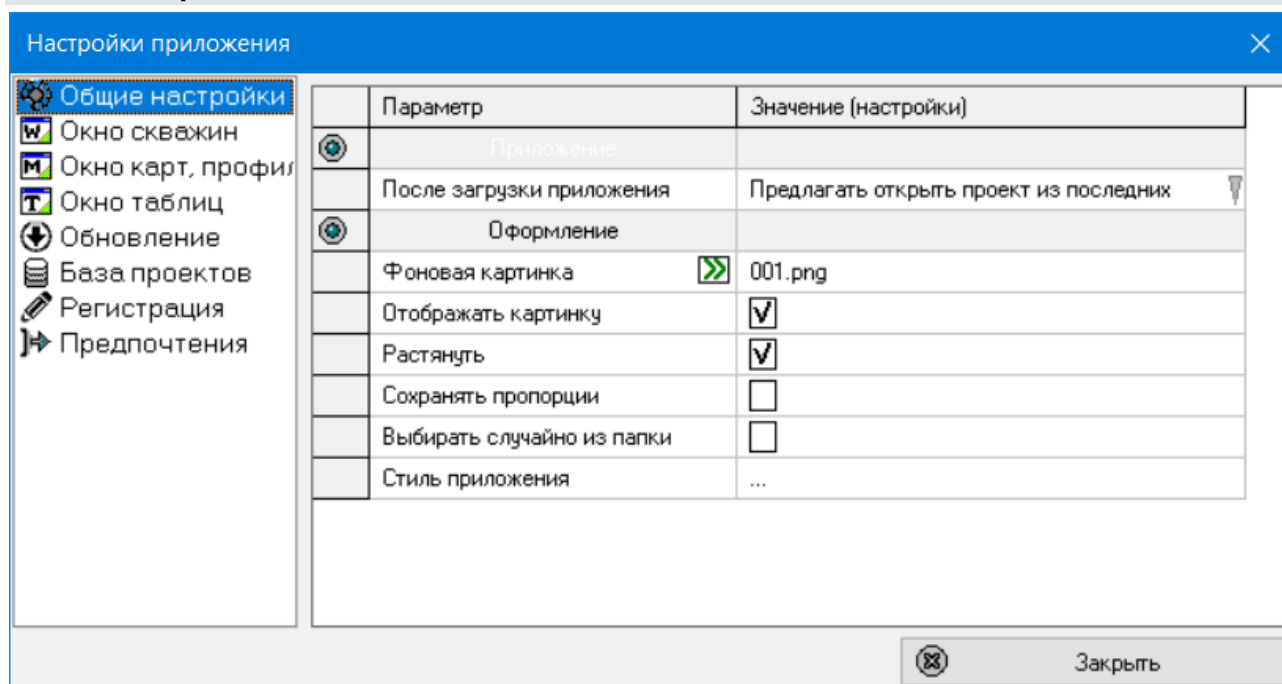 Настройки приложения
Общие настройки
Окно скважин
Окно карт, профил
Окно таблиц
Обновление
База проектов
Регистрация
Предпочтения
Параметр Значение (настройки)
Приложение
После загрузки приложения Предлагать открыть проект из последних
Оформление
Фоновая картинка 001.png
Отображать картинку
Растянуть
Сохранять пропорции
Выбирать случайно из папки
Стиль приложения ...
Закрыть